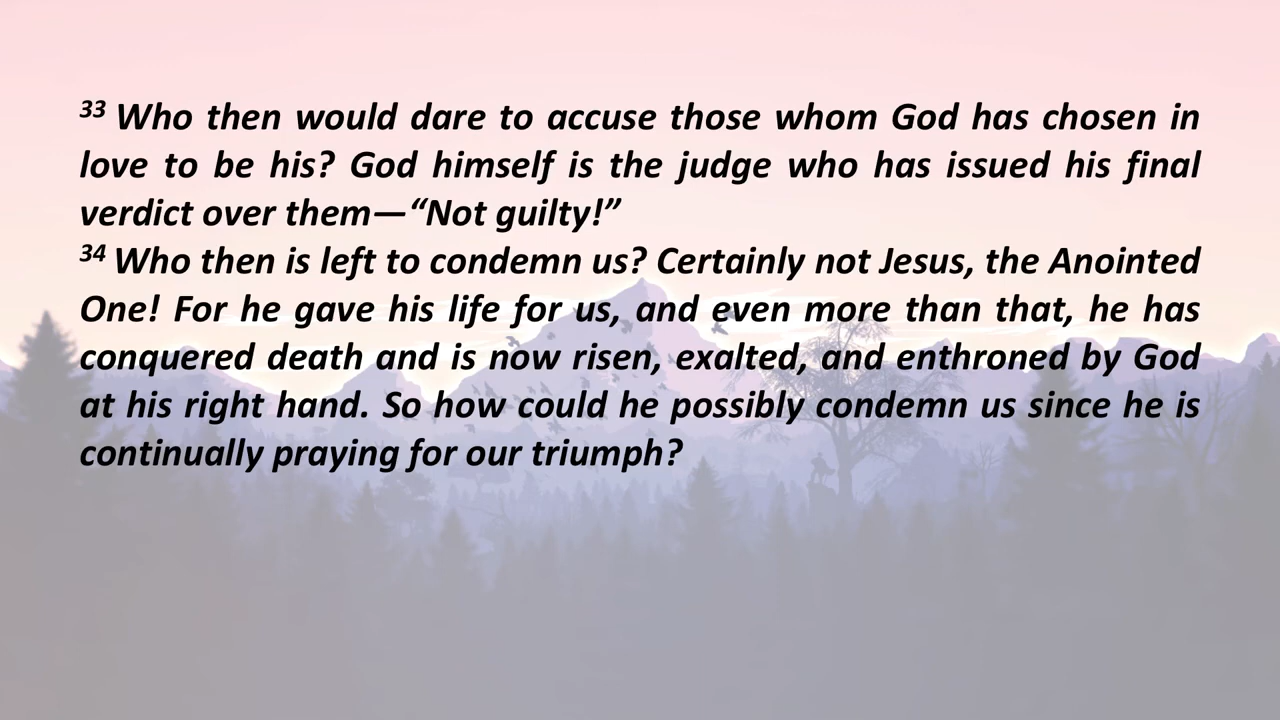 33 Who then would dare to accuse those whom God has chosen in
love to be his? God himself is the judge who has issued his final
verdict over them—“Not guilty!”
34 Who then is left to condemn us? Certainly not Jesus, the Anointed
One! For he gave his life for us, and even more than that, he has
conquered death and is now risen, exalted, and enthroned by God
at his right hand. So how could he possibly condemn us since he is
continually praying for our triumph?